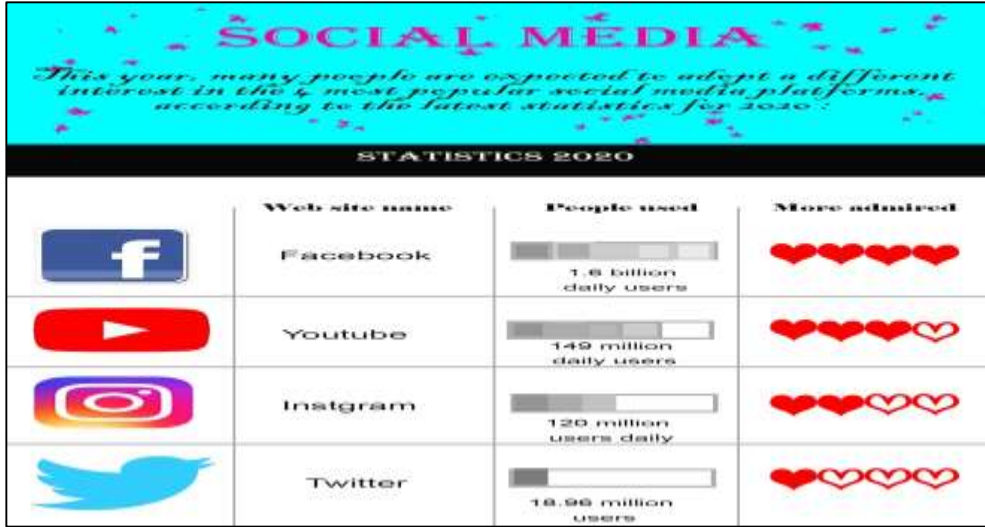 SOCIAL MEDIA
This year, many people are expected to adopt a different
interest in the 4 most popular social media platforms,
according to the latest statistics for 2020 :
STATISTICS 2020
Web site name People used More admired
f
Facebook
1.6 billion
daily users
Youtube
149 million
daily users
Instgram
120 million
users daily
Twitter
18.96 million
users